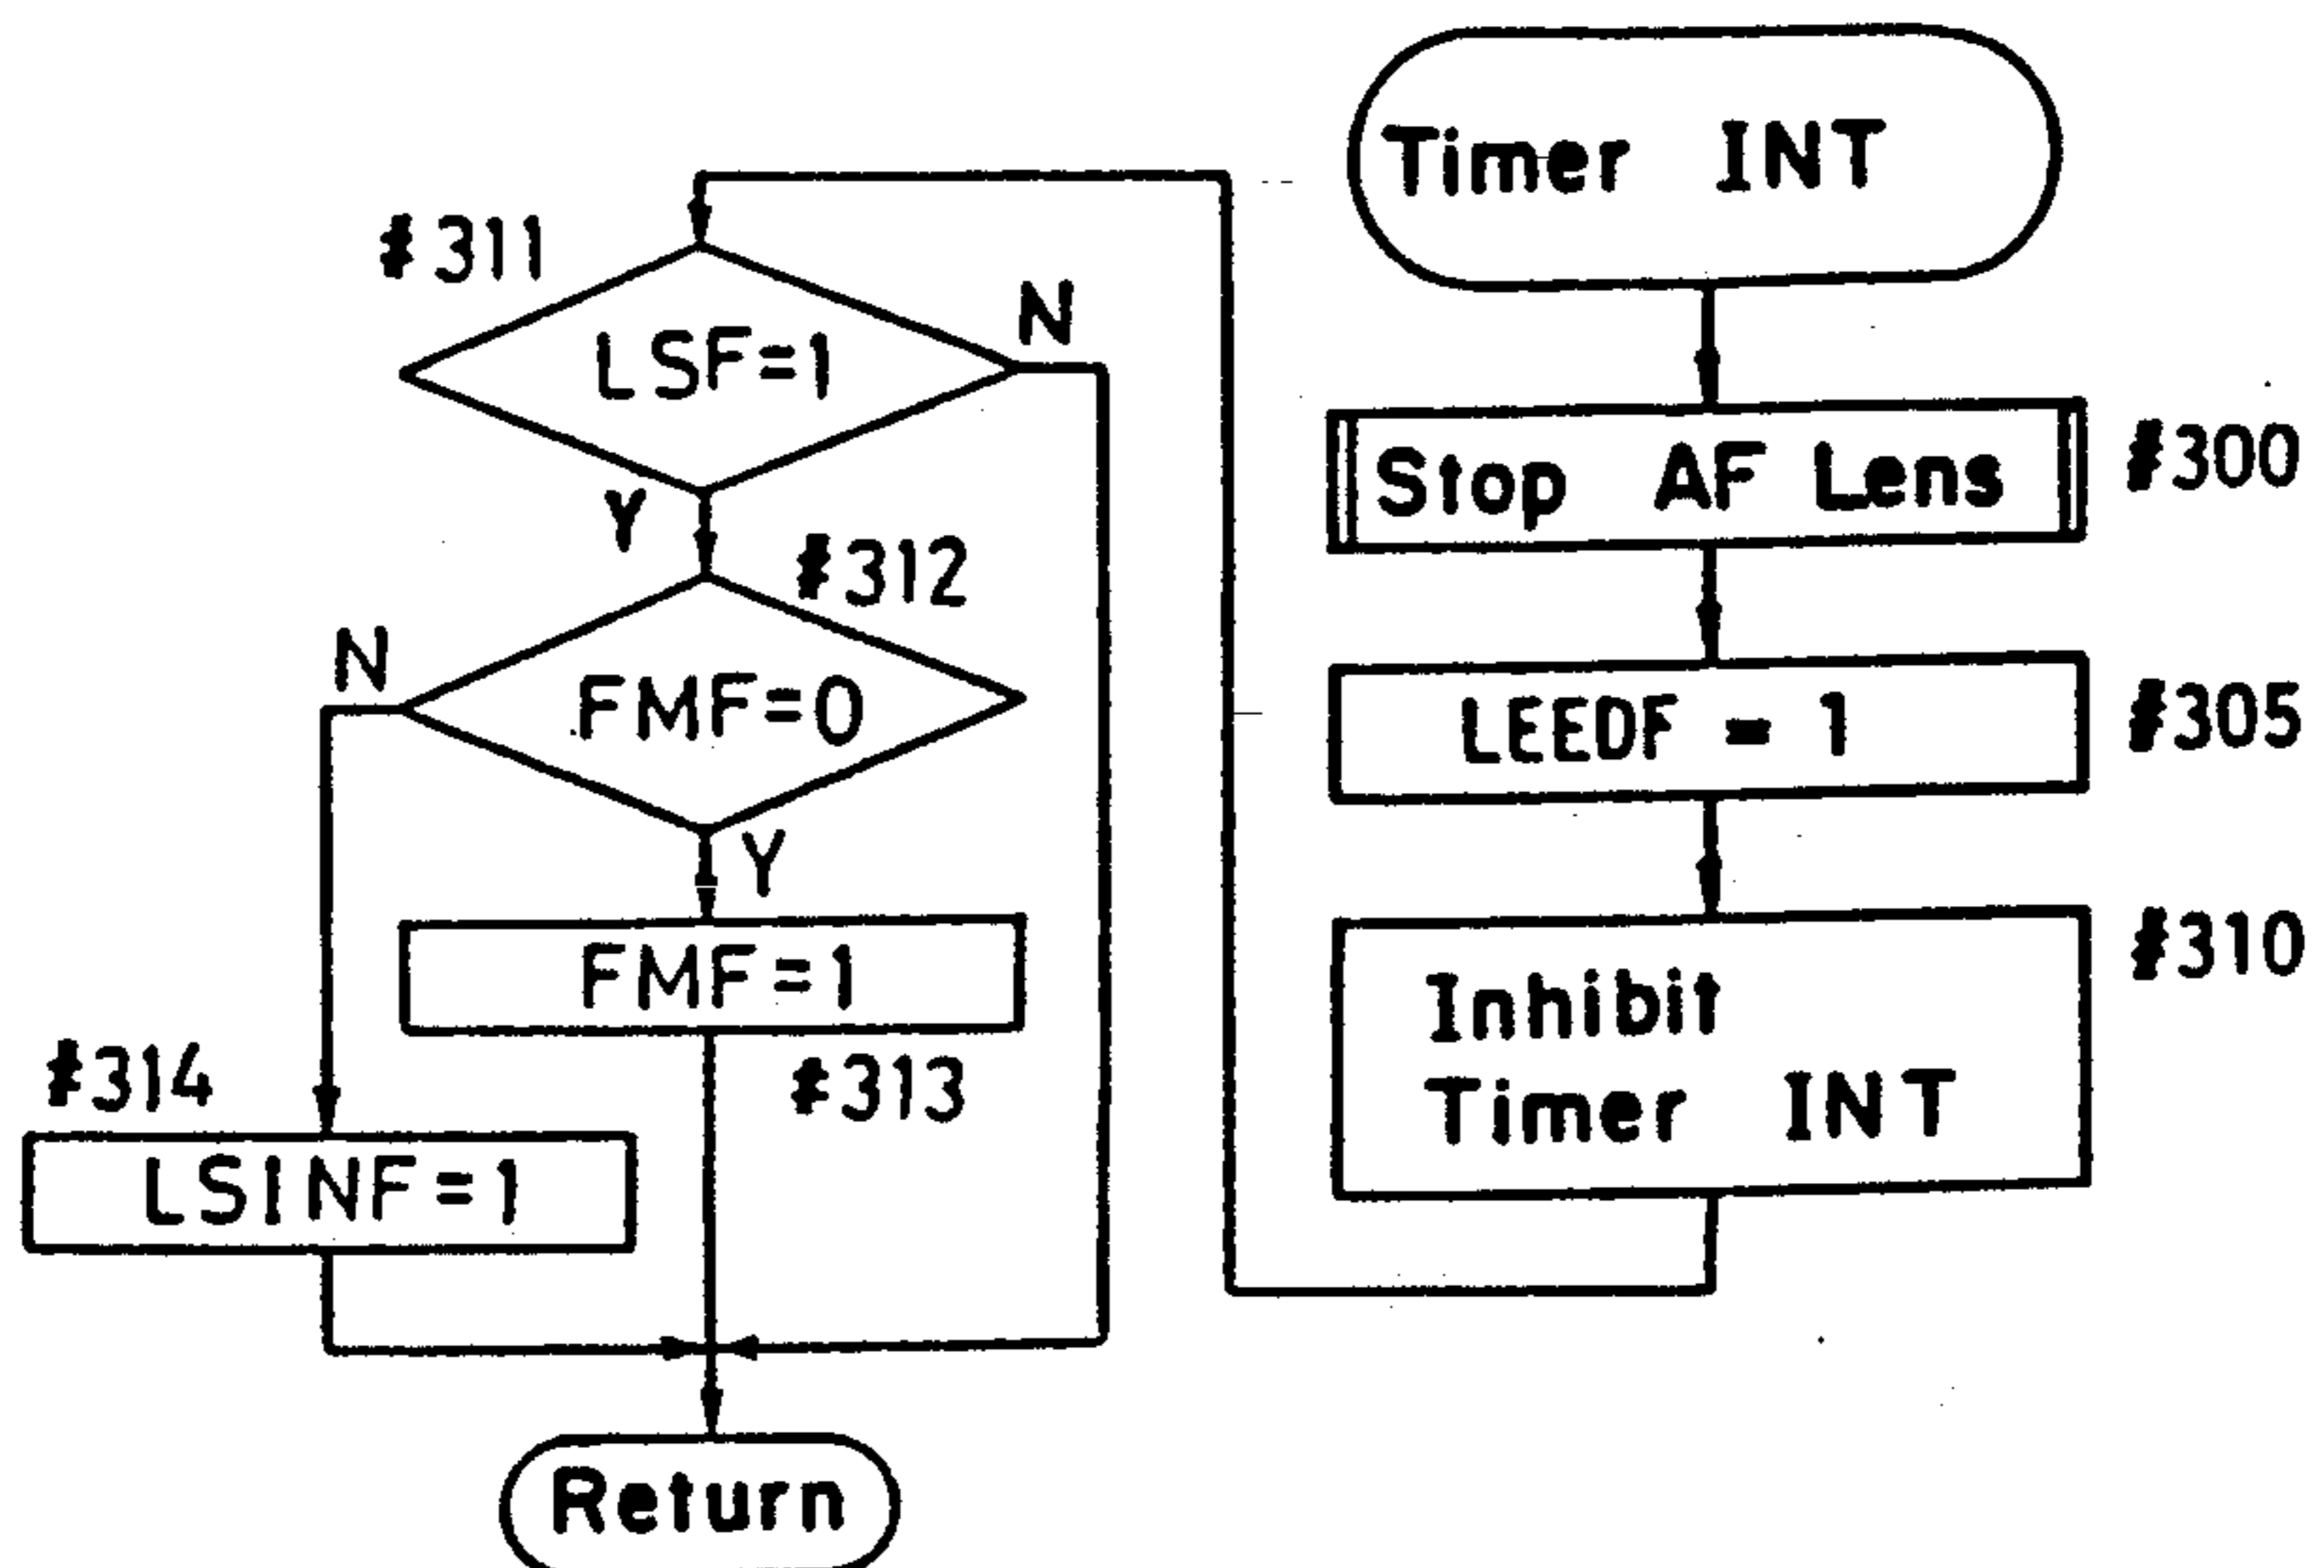 Timer INT
Stop AF Lens
#300
LEEDF = 1
#305
#310
Inhibit
Timer INT
#311
LSF=1
N
Y
#312
N
FMF=0
Y
FMF=1
#313
#314
LSINF=1
Return